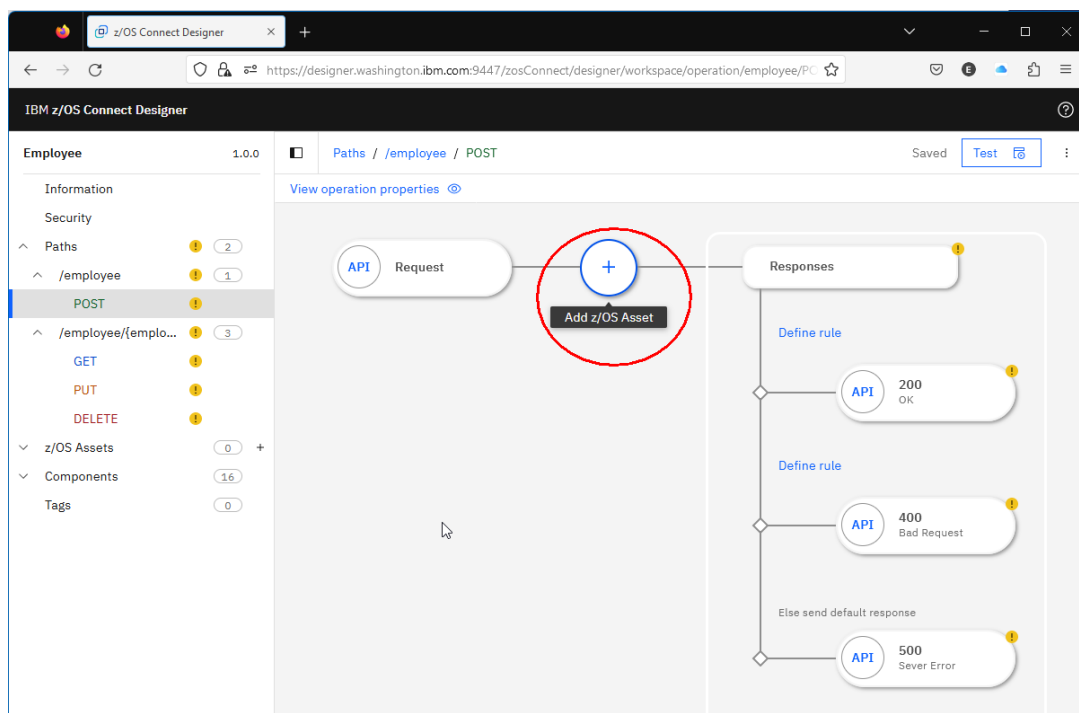 z/OS Connect Designer
https://designer.washington.ibm.com:9447/zosConnect/designer/workspace/operation/employee/PO
IBM z/OS Connect Designer
Employee 1.0.0
Information
Security
Paths ! 2
/employee ! 1
POST !
/employee/{emplo... ! 3
GET !
PUT !
DELETE !
z/OS Assets 0 +
Components 16
Tags 0
Paths / /employee / POST
Saved Test
View operation properties
API Request
+
Add z/OS Asset
Responses !
Define rule
API 200 !
OK
Define rule
API 400 !
Bad Request
Else send default response
API 500 !
Sever Error